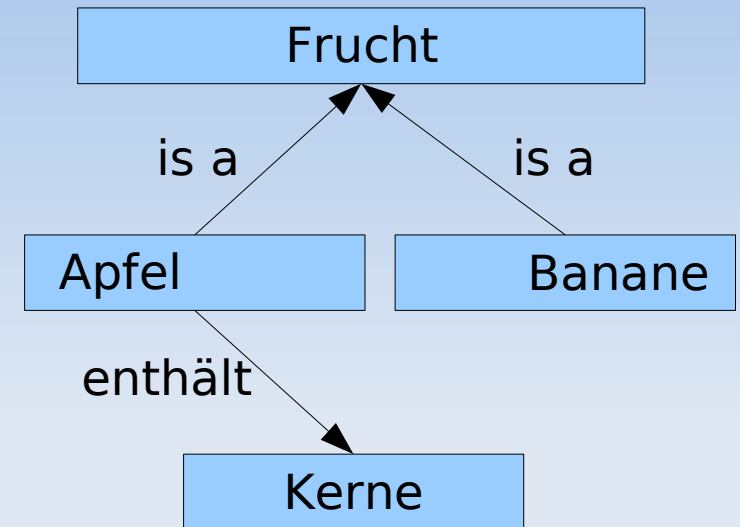 Frucht
is a is a
Apfel Banane
enthält
Kerne